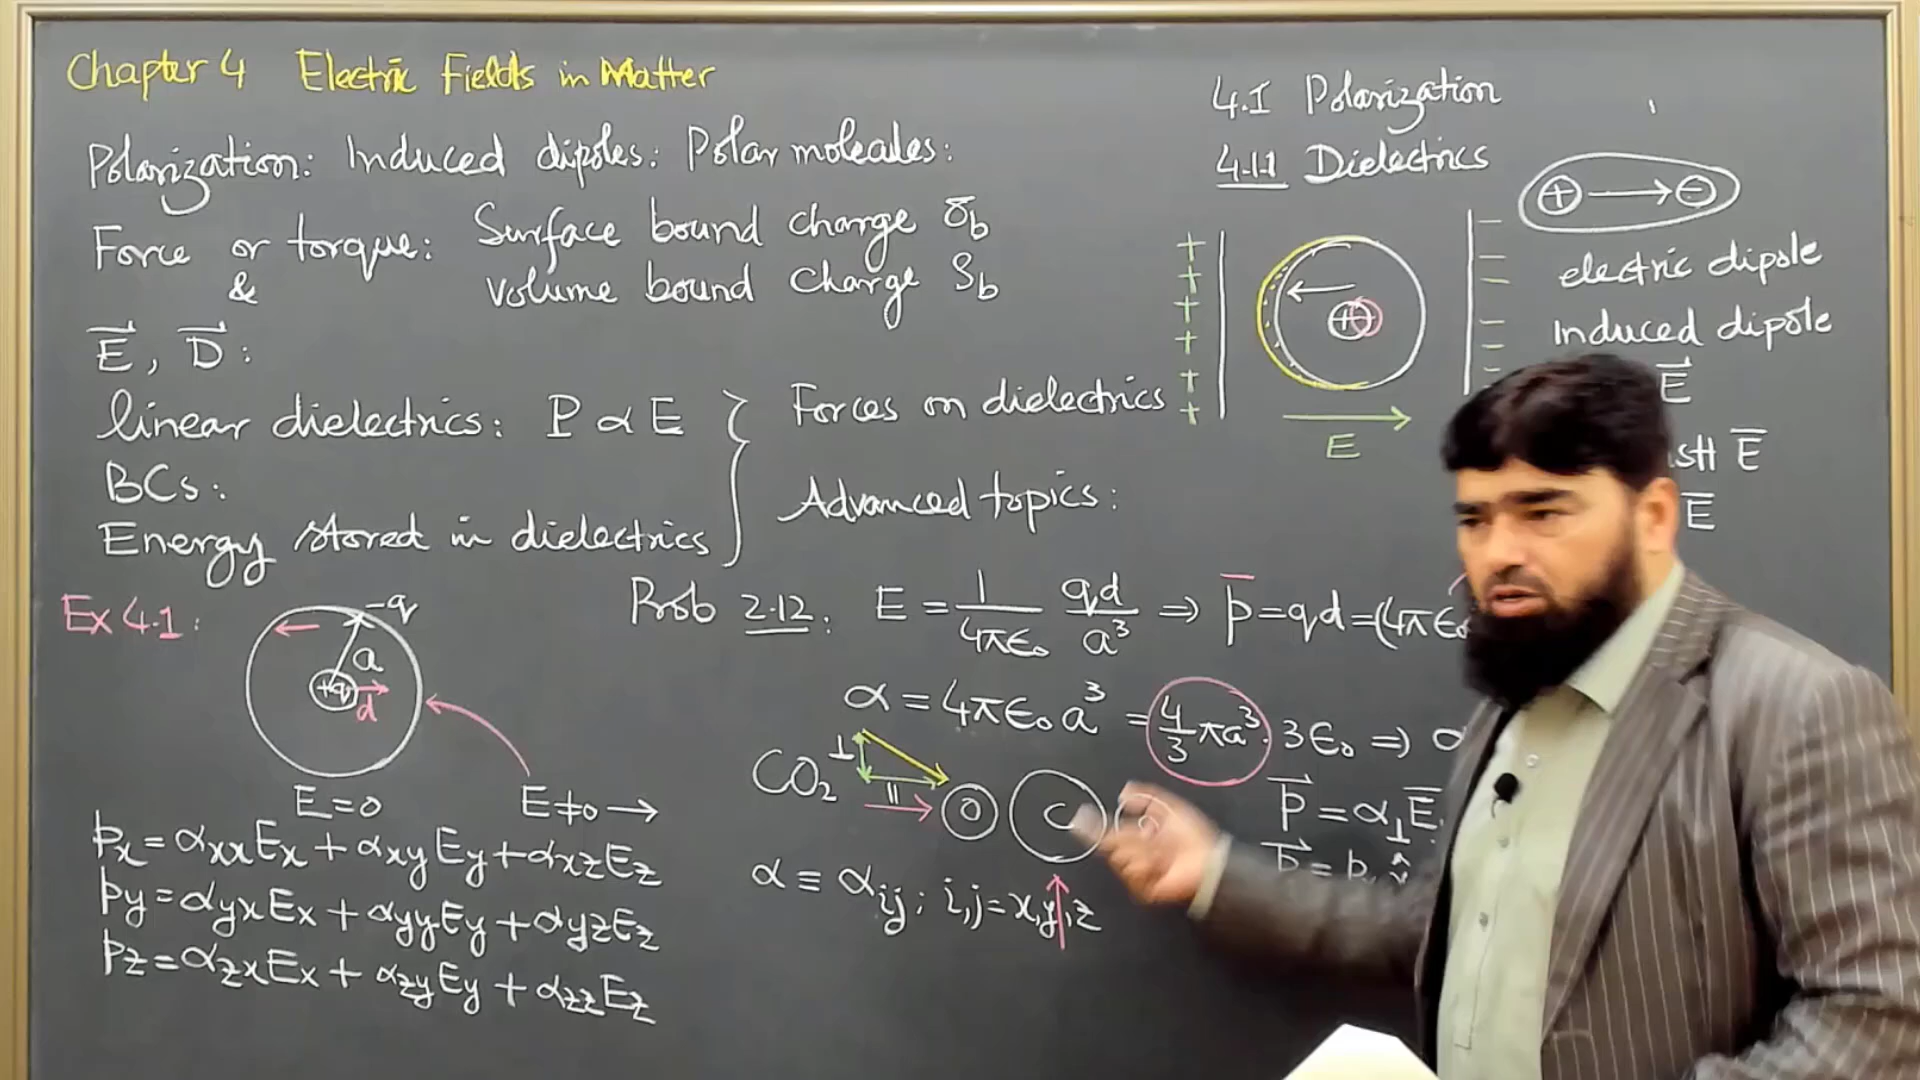 Chapter 4 Electric Fields in Matter
Polarization: Induced dipoles: Polar molecules:
Force or torque: Surface bound charge σb
& volume bound charge ρb
E, D:
linear dielectrics: P ∝ E
BCs:
Energy stored in dielectrics
Forces on dielectrics
Advanced topics:
4.1 Polarization
4.1.1 Dielectrics
+ → -
electric dipole
induced dipole
E
E
E
+ + + + + +
+
E
Ex 4.1:
-q
a
+q
d
E=0
E≠0 →
px = αxxEx + αxyEy + αxzEz
py = αyxEx + αyyEy + αyzEz
pz = αzxEx + αzyEy + αzzEz
Prob 2.12: E = 1/4πϵ₀ qd/a³ ⇒ p = qd = (4πϵ₀
α = 4πϵ₀a³ = 4/3 πa³ · 3ϵ₀ ⇒ α
CO₂ ⊥ || O C
p = α⊥E
α ≡ αij ; i,j = x,y,z